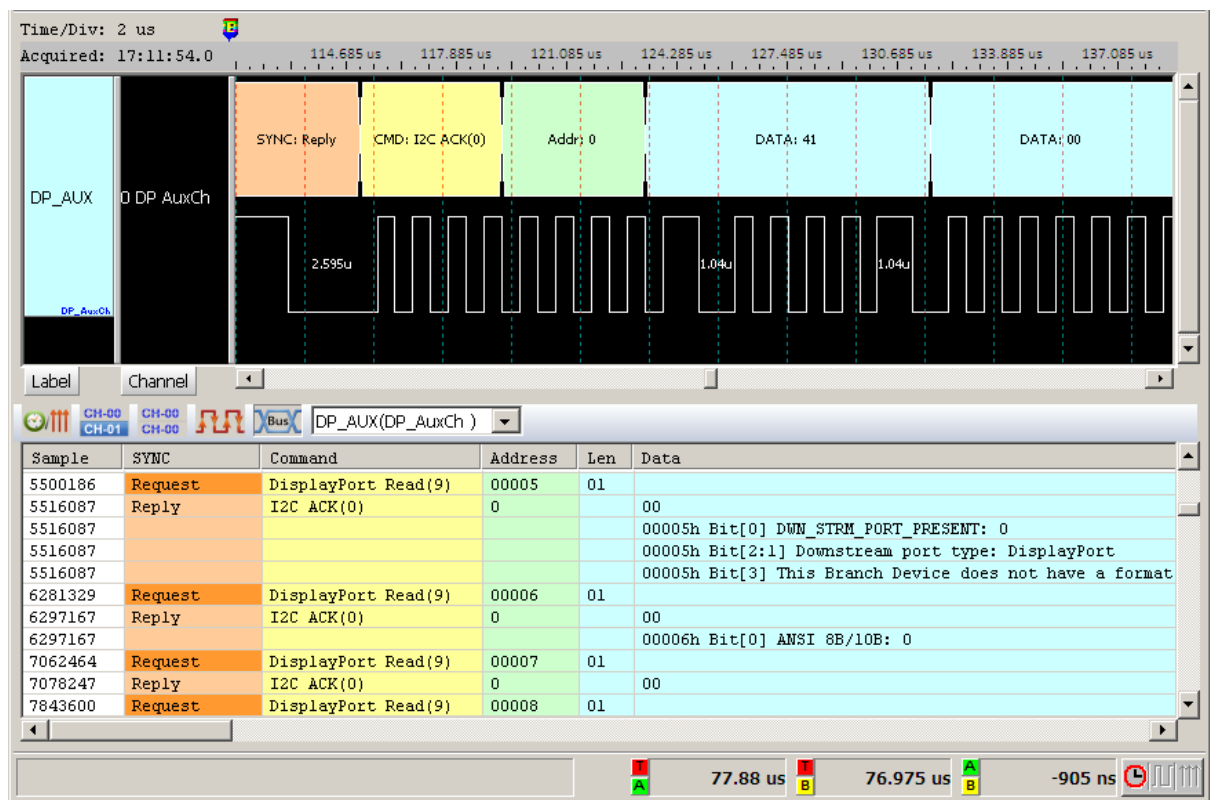 Time/Div: 2 us
B
Acquired: 17:11:54.0 114.685 us 117.885 us 121.085 us 124.285 us 127.485 us 130.685 us 133.885 us 137.085 us
SYNC: Reply CMD: I2C ACK(0) Addr: 0 DATA: 41 DATA: 00
DP_AUX 0 DP AuxCh
2.595u 1.04u 1.04u
DP_AuxCh
Label Channel
CH-00 CH-00
CH-01 CH-00 Bus DP_AUX(DP_AuxCh )
Sample SYNC Command Address Len Data
5500186 Request DisplayPort Read(9) 00005 01
5516087 Reply I2C ACK(0) 0 00
5516087 00005h Bit[0] DWN_STRM_PORT_PRESENT: 0
5516087 00005h Bit[2:1] Downstream port type: DisplayPort
5516087 00005h Bit[3] This Branch Device does not have a format
6281329 Request DisplayPort Read(9) 00006 01
6297167 Reply I2C ACK(0) 0 00
6297167 00006h Bit[0] ANSI 8B/10B: 0
7062464 Request DisplayPort Read(9) 00007 01
7078247 Reply I2C ACK(0) 0 00
7843600 Request DisplayPort Read(9) 00008 01
T A 77.88 us T B 76.975 us A B -905 ns